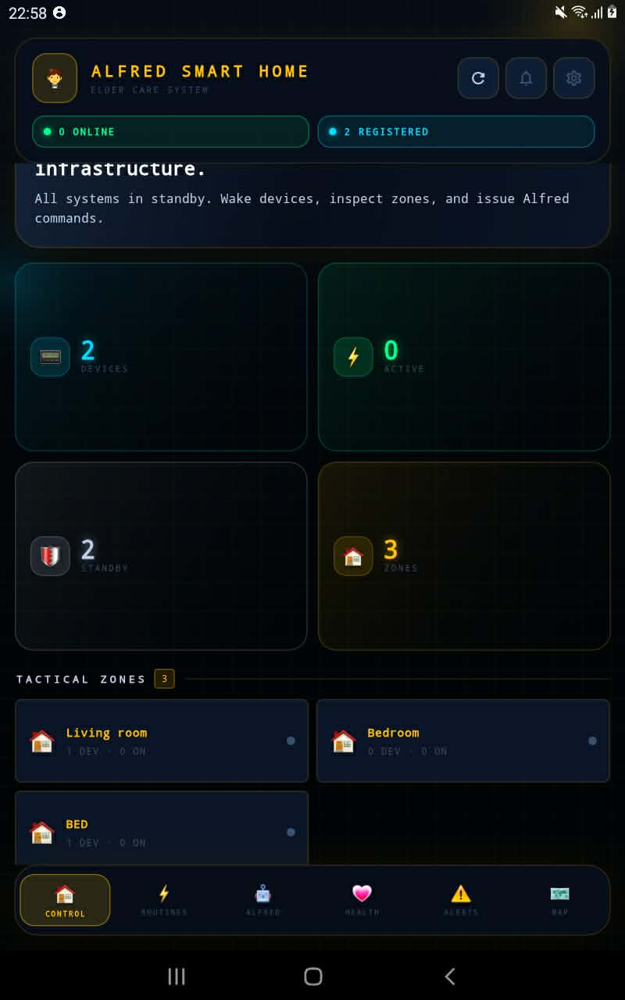 22:58
ALFRED SMART HOME
ELDER CARE SYSTEM
0 ONLINE
2 REGISTERED
infrastructure.
All systems in standby. Wake devices, inspect zones, and issue Alfred
commands.
2
DEVICES
0
ACTIVE
2
STANDBY
3
ZONES
TACTICAL ZONES 3
Living room
1 DEV · 0 ON
Bedroom
0 DEV · 0 ON
BED
1 DEV · 0 ON
CONTROL
ROUTINES
ALFRED
HEALTH
ALERTS
MAP